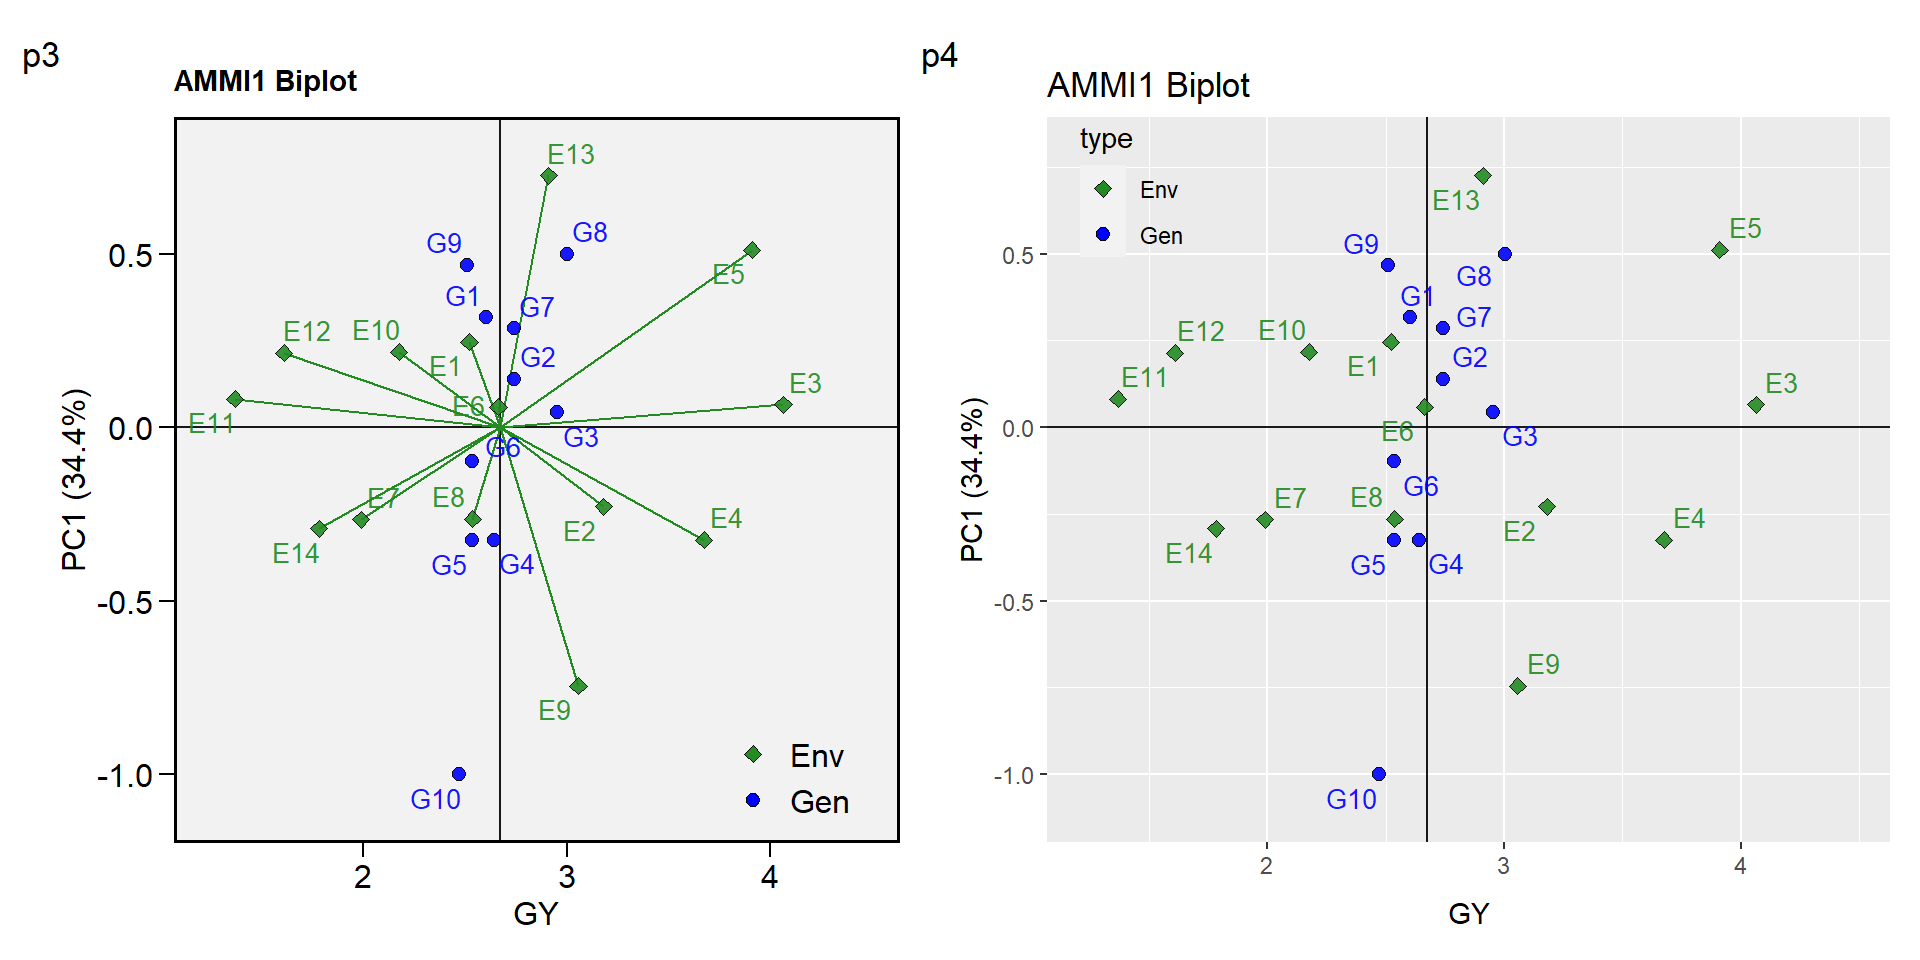 p3
AMMI1 Biplot
E13
G9
G8
E5
G1
G7
E12
E10
E1
G2
E6
E3
E11
G6
G3
E7
E8
E14
G5
G4
E2
E4
E9
G10
Env
Gen
0.5
0.0
-0.5
-1.0
PC1 (34.4%)
2
3
4
GY
p4
AMMI1 Biplot
type
Env
Gen
E13
E5
G9
G8
G1
G7
E12
E10
E1
G2
E11
E3
E6
G3
G6
E7
E8
E14
G5
G4
E2
E4
E9
G10
0.5
0.0
-0.5
-1.0
PC1 (34.4%)
2
3
4
GY